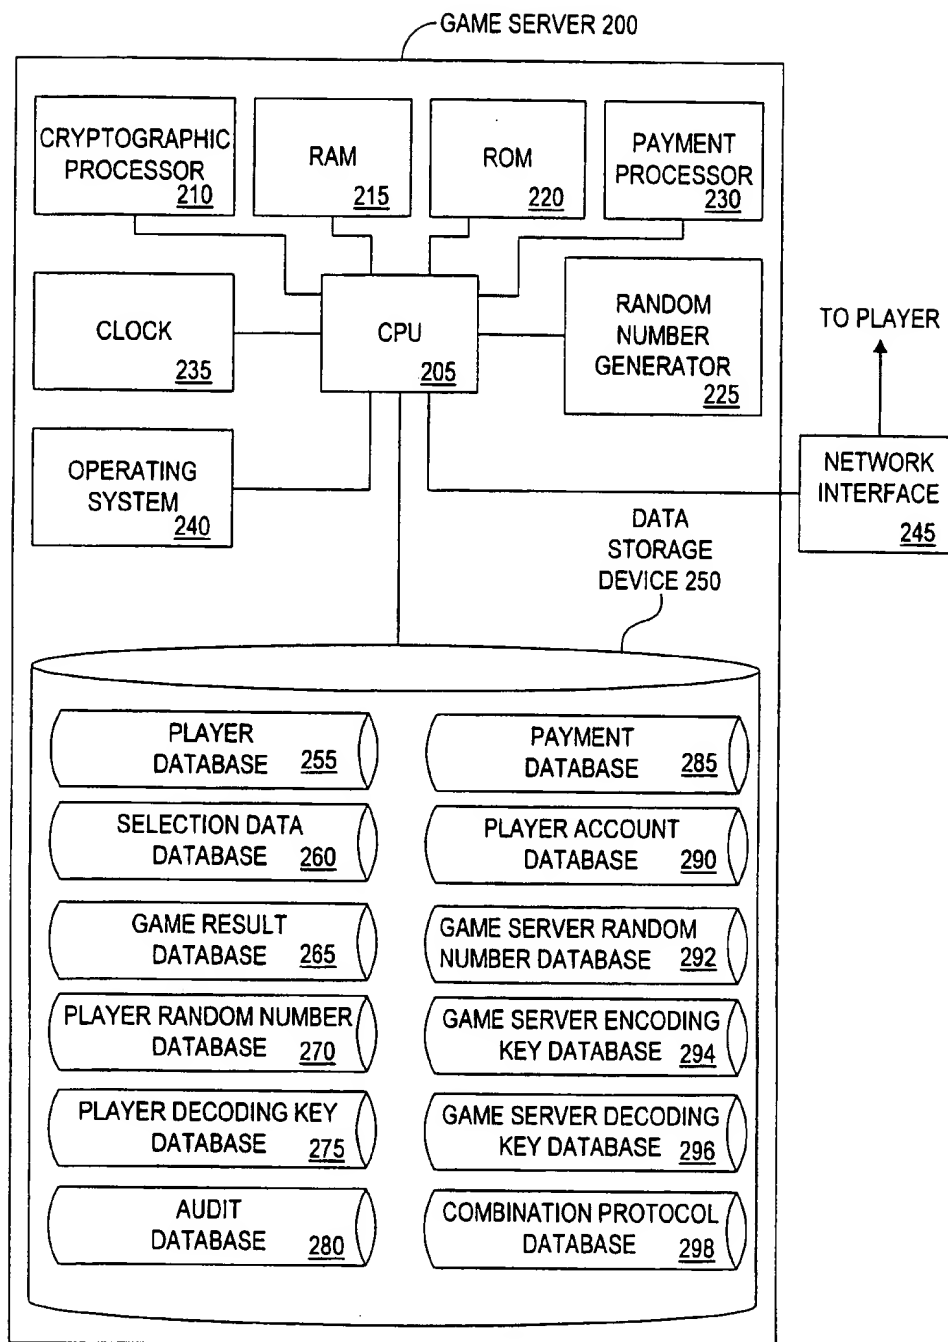 GAME SERVER 200
CRYPTOGRAPHIC
PROCESSOR
210
RAM
215
ROM
220
PAYMENT
PROCESSOR
230
CLOCK
235
CPU
205
RANDOM
NUMBER
GENERATOR
225
TO PLAYER
OPERATING
SYSTEM
240
NETWORK
INTERFACE
245
DATA
STORAGE
DEVICE 250
PLAYER
DATABASE 255
PAYMENT
DATABASE 285
SELECTION DATA
DATABASE 260
PLAYER ACCOUNT
DATABASE 290
GAME RESULT
DATABASE 265
GAME SERVER RANDOM
NUMBER DATABASE 292
PLAYER RANDOM NUMBER
DATABASE 270
GAME SERVER ENCODING
KEY DATABASE 294
PLAYER DECODING KEY
DATABASE 275
GAME SERVER DECODING
KEY DATABASE 296
AUDIT
DATABASE 280
COMBINATION PROTOCOL
DATABASE 298